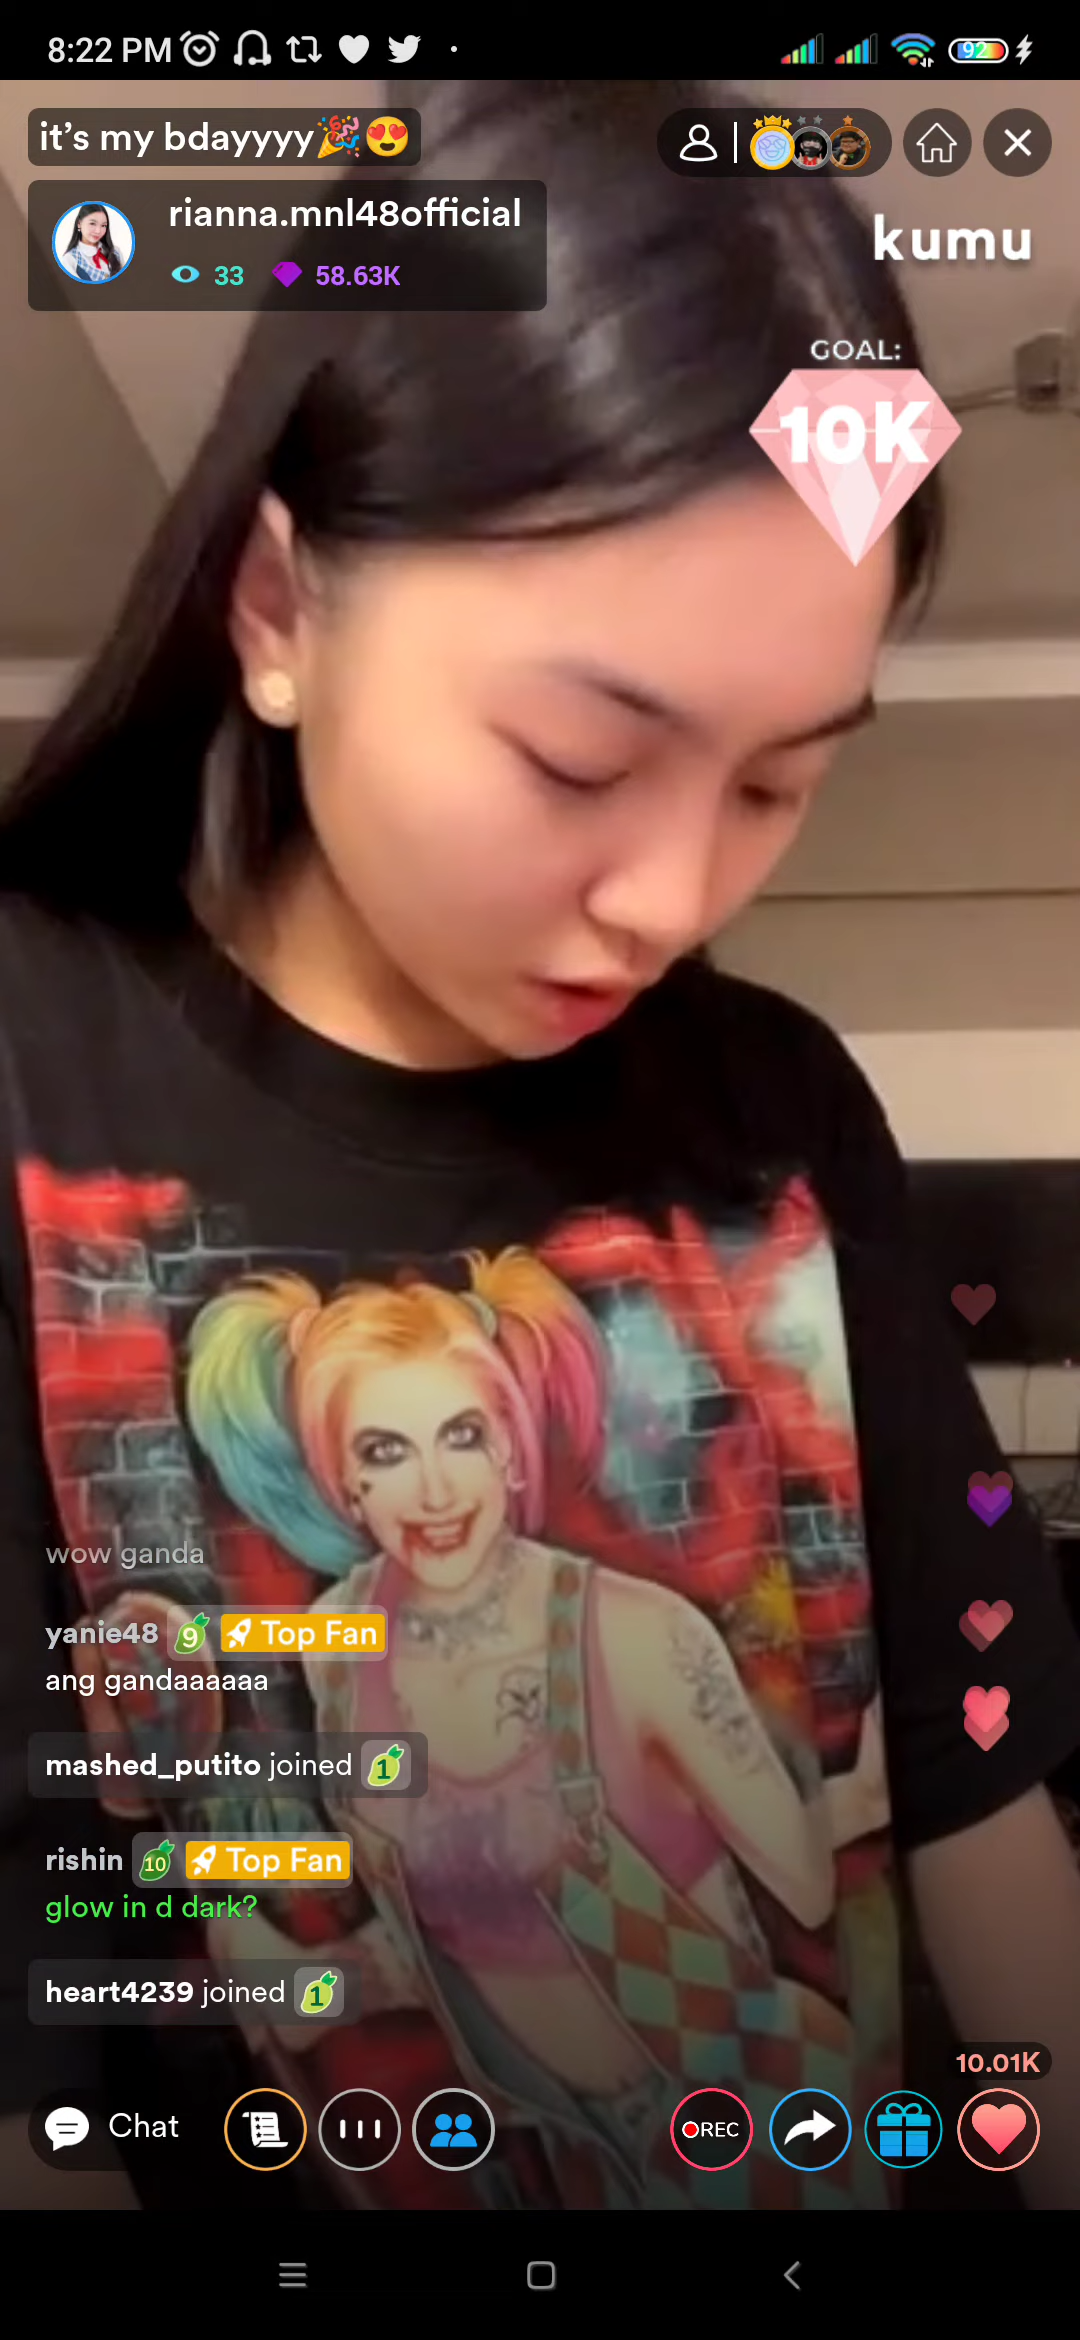 8:22 PM
92
it's my bdayyyy🎉😍
rianna.mnl48official
33 58.63K
kumu
GOAL:
10K
wow ganda
yanie48 9 Top Fan
ang gandaaaaaa
mashed_putito joined 1
rishin 10 Top Fan
glow in d dark?
heart4239 joined 1
10.01K
Chat
REC